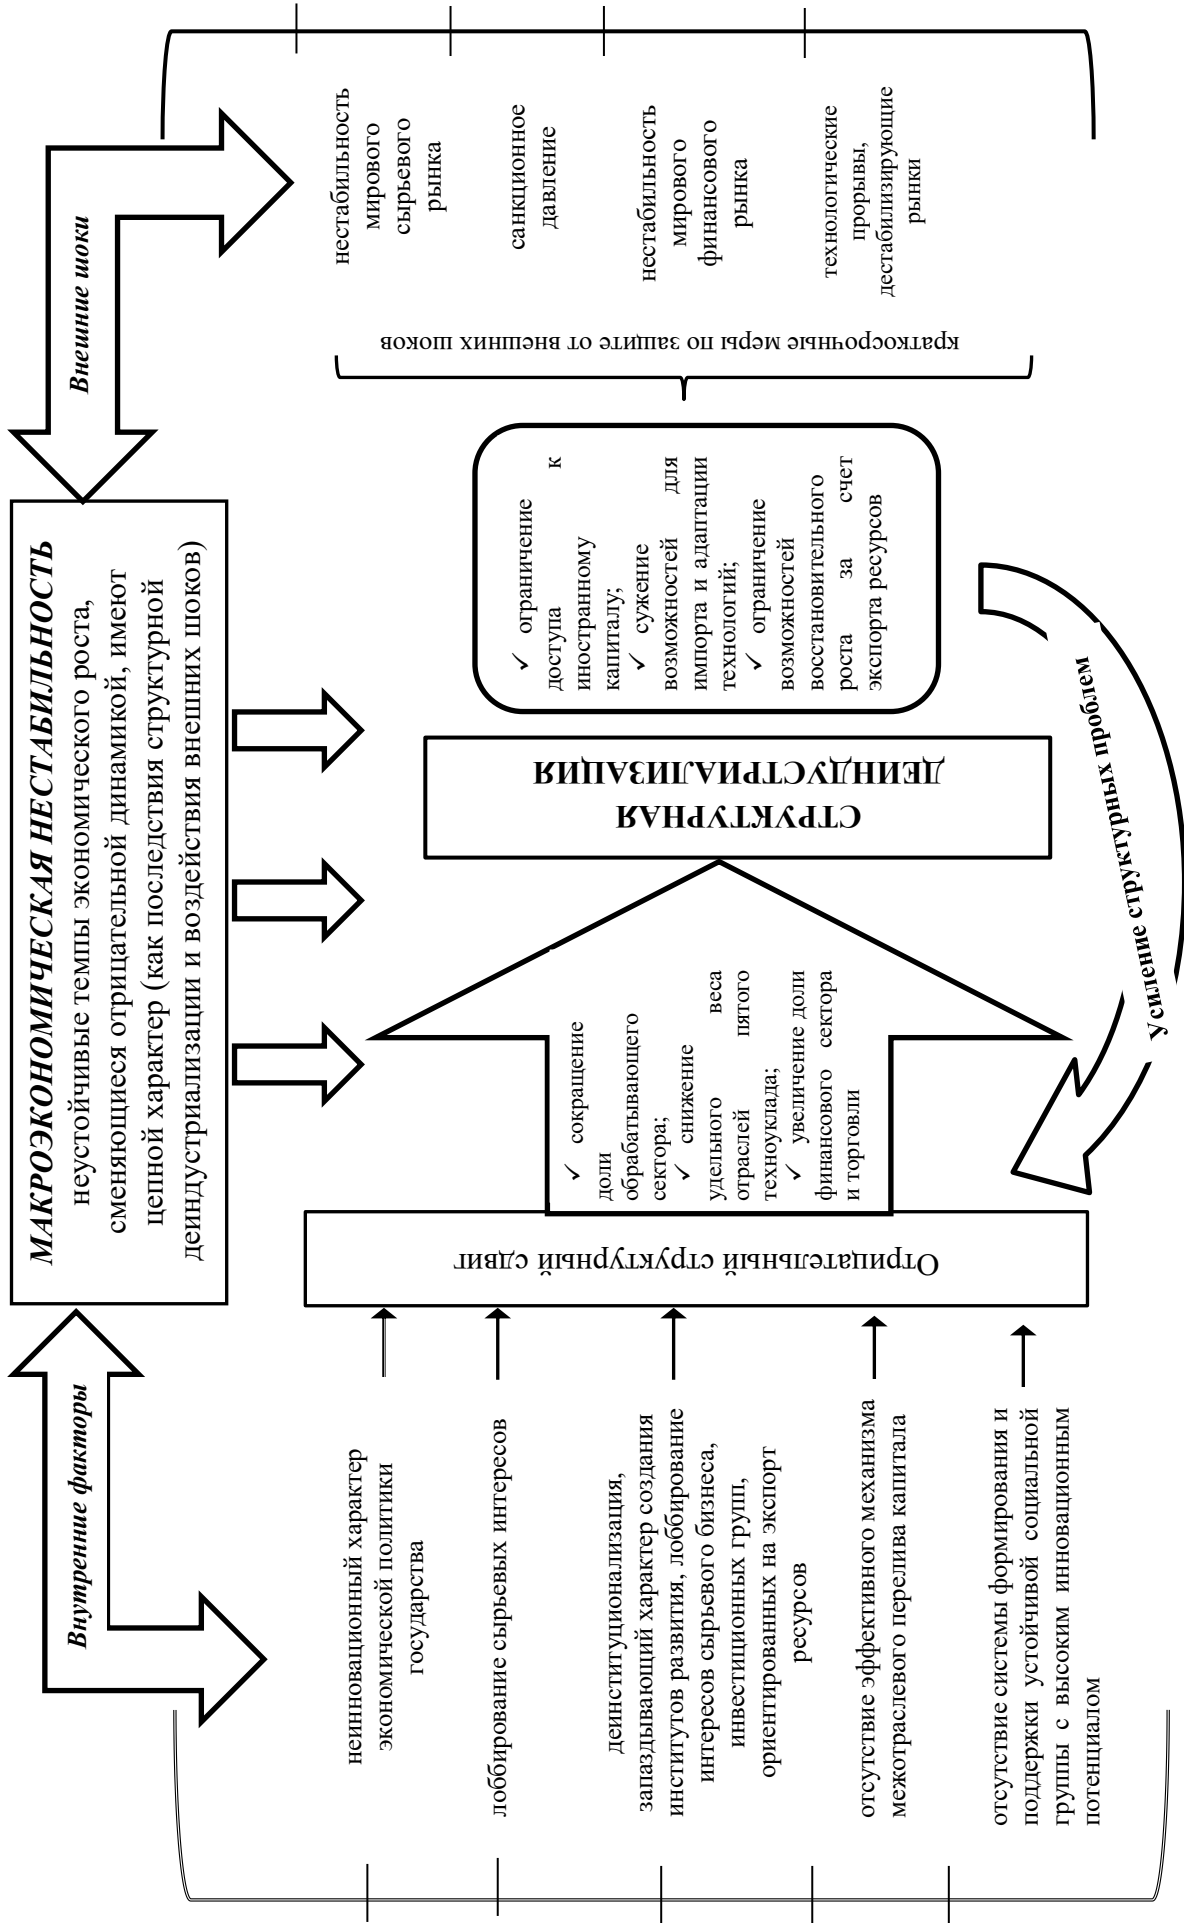 МАКРОЭКОНОМИЧЕСКАЯ НЕСТАБИЛЬНОСТЬ
неустойчивые темпы экономического роста,
сменяющиеся отрицательной динамикой, имеют
цепной характер (как последствия структурной
деиндустриализации и воздействия внешних шоков)
Внутренние факторы
Внешние шоки
неинновационный характер
экономической политики
государства
лоббирование сырьевых интересов
деинституционализация,
запаздывающий характер создания
институтов развития, лоббирование
интересов сырьевого бизнеса,
инвестиционных групп,
ориентированных на экспорт
ресурсов
отсутствие эффективного механизма
межотраслевого перелива капитала
отсутствие системы формирования и
поддержки устойчивой социальной
группы с высоким инновационным
потенциалом
Отрицательный структурный сдвиг
✓ сокращение
доли
обрабатывающего
сектора;
✓ снижение
удельного веса
отраслей пятого
техноуклада;
✓ увеличение доли
финансового сектора
и торговли
СТРУКТУРНАЯ
ДЕИНДУСТРИАЛИЗАЦИЯ
✓ ограничение
доступа к
иностранному
капиталу;
✓ сужение
возможностей для
импорта и адаптации
технологий;
✓ ограничение
возможностей
восстановительного
роста за счет
экспорта ресурсов
краткосрочные меры по защите от внешних шоков
нестабильность
мирового
сырьевого
рынка
санкционное
давление
нестабильность
мирового
финансового
рынка
технологические
прорывы,
дестабилизирующие
рынки
Усиление структурных проблем